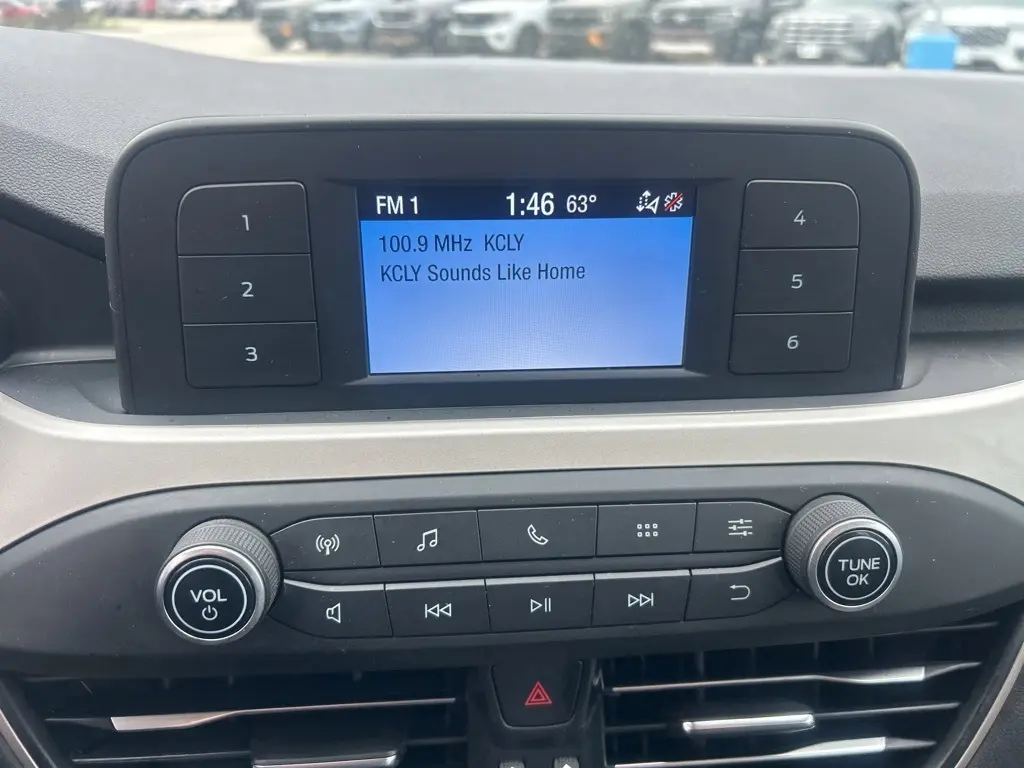 FM 1 1:46 63°
100.9 MHz KCLY
KCLY Sounds Like Home
1
2
3
4
5
6
VOL
TUNE
OK